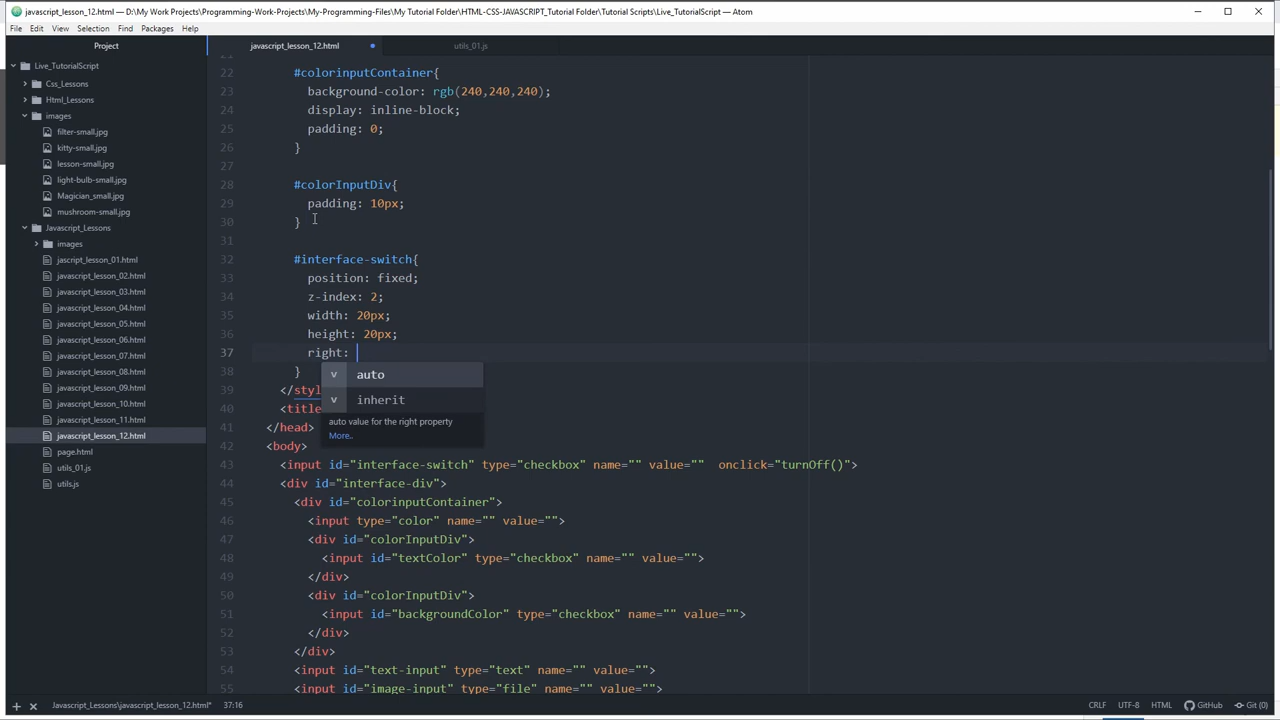 javascript_lesson_12.html — D:\My Work Projects\Programming-Work-Projects\My-Programming-Files\My Tutorial Folder\HTML-CSS-JAVASCRIPT_Tutorial Folder\Tutorial Scripts\Live_TutorialScript — Atom
File Edit View Selection Find Packages Help
Project
javascript_lesson_12.html
utils_01.js
Live_TutorialScript
Css_Lessons
Html_Lessons
images
filter-small.jpg
kitty-small.jpg
lesson-small.jpg
light-bulb-small.jpg
Magician_small.jpg
mushroom-small.jpg
Javascript_Lessons
images
jascript_lesson_01.html
javascript_lesson_02.html
javascript_lesson_03.html
javascript_lesson_04.html
javascript_lesson_05.html
javascript_lesson_06.html
javascript_lesson_07.html
javascript_lesson_08.html
javascript_lesson_09.html
javascript_lesson_10.html
javascript_lesson_11.html
javascript_lesson_12.html
page.html
utils_01.js
utils.js
21
22 #colorinputContainer{
23 background-color: rgb(240,240,240);
24 display: inline-block;
25 padding: 0;
26 }
27
28 #colorInputDiv{
29 padding: 10px;
30 }
31
32 #interface-switch{
33 position: fixed;
34 z-index: 2;
35 width: 20px;
36 height: 20px;
37 right:
38 }
39 </styl
40 <title
41 </head>
42 <body>
43 <input id="interface-switch" type="checkbox" name="" value="" onclick="turnOff()">
44 <div id="interface-div">
45 <div id="colorinputContainer">
46 <input type="color" name="" value="">
47 <div id="colorInputDiv">
48 <input id="textColor" type="checkbox" name="" value="">
49 </div>
50 <div id="colorInputDiv">
51 <input id="backgroundColor" type="checkbox" name="" value="">
52 </div>
53 </div>
54 <input id="text-input" type="text" name="" value="">
55 <input id="image-input" type="file" name="" value="">
v auto
v inherit
auto value for the right property
More..
Javascript_Lessons\javascript_lesson_12.html* 37:16
CRLF UTF-8 HTML GitHub Git (0)